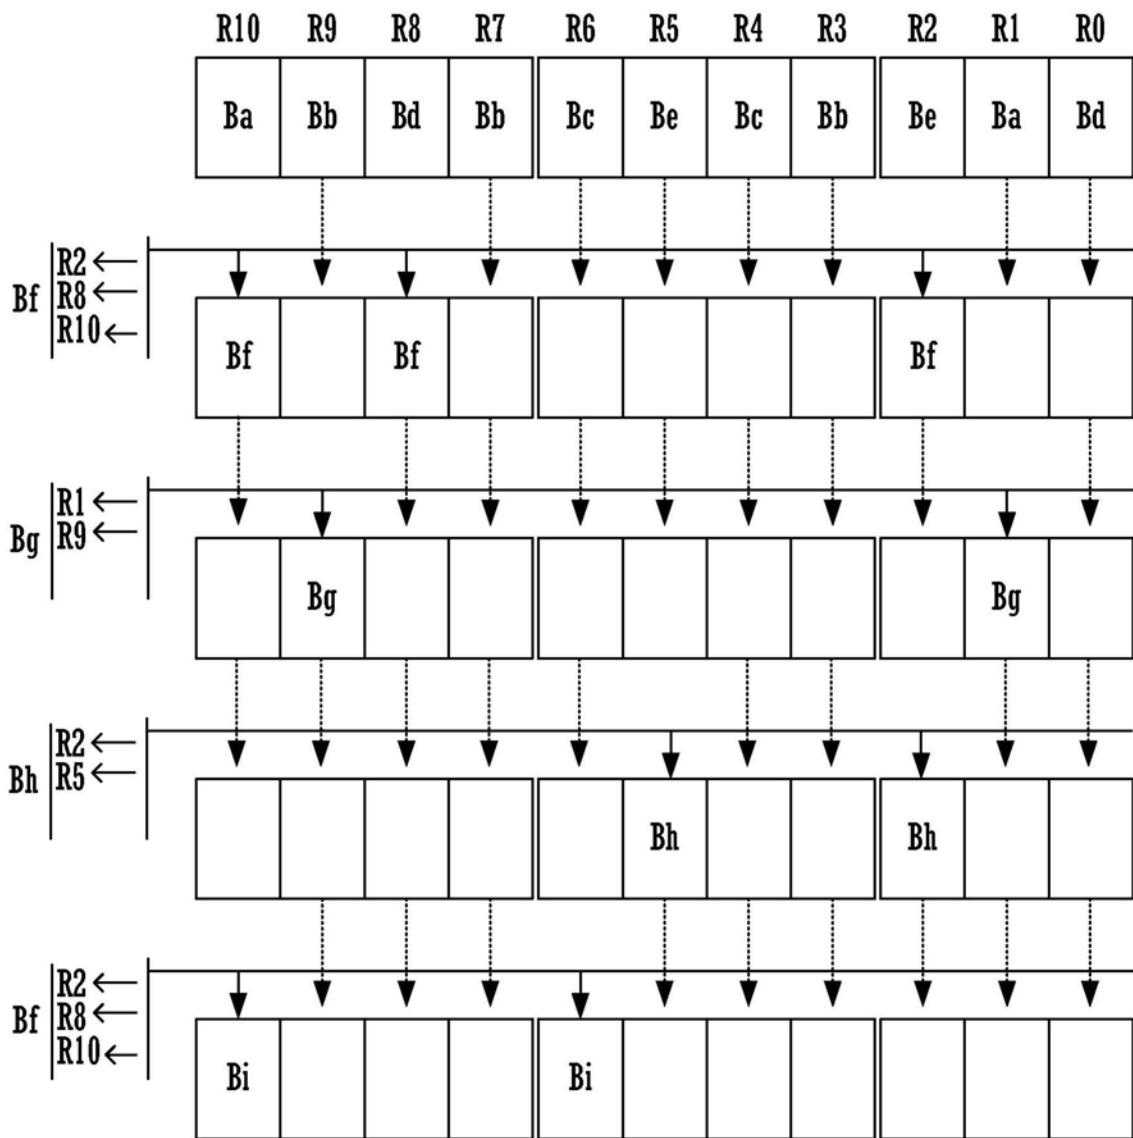 R10 R9 R8 R7 R6 R5 R4 R3 R2 R1 R0
Ba Bb Bd Bb Bc Be Bc Bb Be Ba Bd
R2
Bf R8
R10
Bf Bf Bf
R1
Bg R9
Bg Bg
R2
Bh R5
Bh Bh
R2
Bf R8
R10
Bi Bi